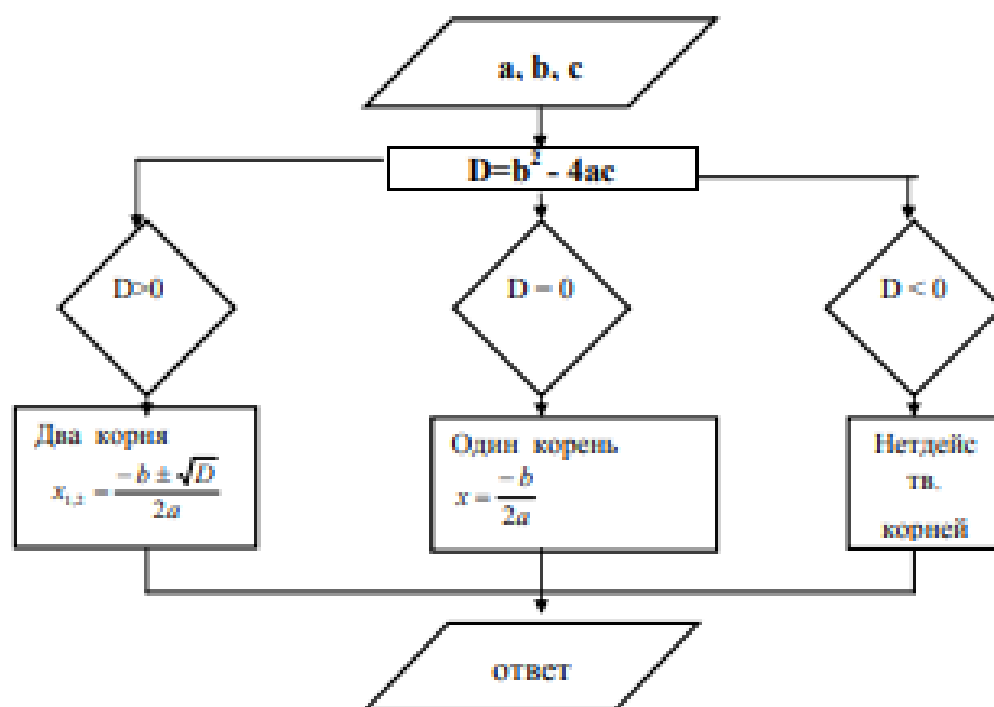 a, b, c
D=b² - 4ac
D>0
D = 0
D < 0
Два корня
x₁,₂ = (-b ± √D) / 2a
Один корень
x = -b / 2a
Нетдейс
тв.
корней
ответ